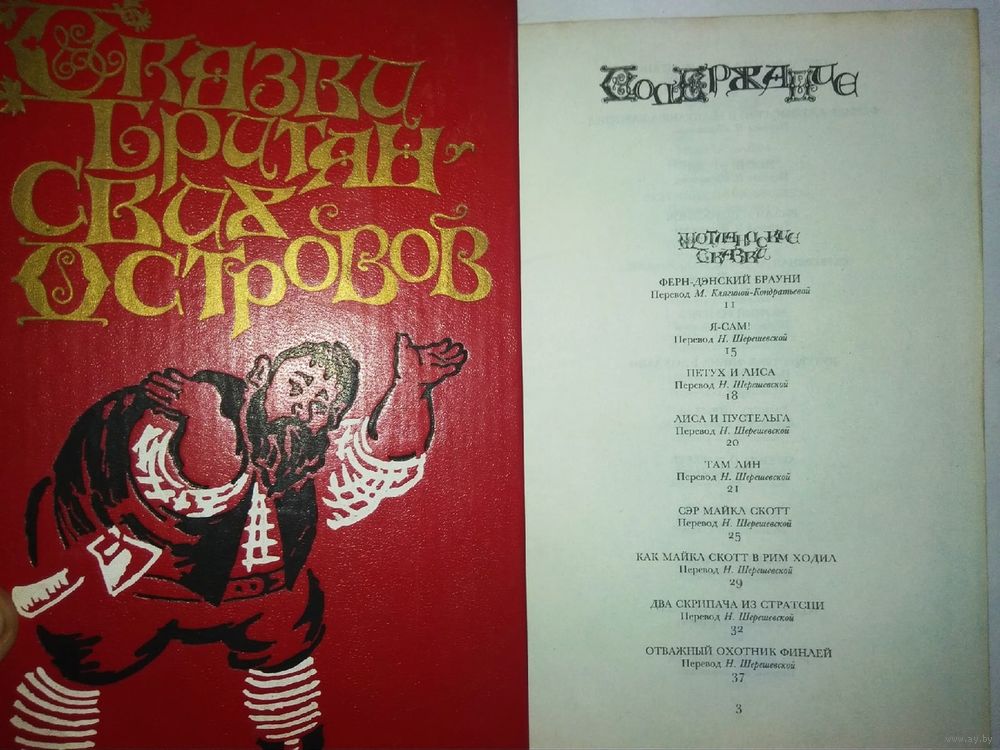 Сказки
Британ-
ских
Островов
Содержание
Шотландские
сказки
ФЕРН-ДЭНСКИЙ БРАУНИ
Перевод М. Клягиной-Кондратьевой
11
Я-САМ!
Перевод Н. Шерешевской
15
ПЕТУХ И ЛИСА
Перевод Н. Шерешевской
18
ЛИСА И ПУСТЕЛЬГА
Перевод Н. Шерешевской
20
ТАМ ЛИН
Перевод Н. Шерешевской
21
СЭР МАЙКЛ СКОТТ
Перевод Н. Шерешевской
25
КАК МАЙКЛ СКОТТ В РИМ ХОДИЛ
Перевод Н. Шерешевской
29
ДВА СКРИПАЧА ИЗ СТРАТСПИ
Перевод Н. Шерешевской
32
ОТВАЖНЫЙ ОХОТНИК ФИНЛЕЙ
Перевод Н. Шерешевской
37
3
www.ay.by